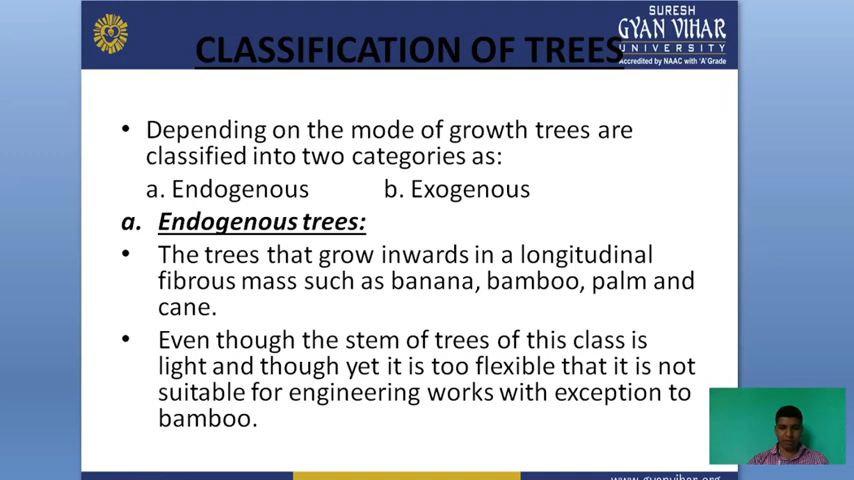 SURESH
GYAN VIHAR
UNIVERSITY
Accredited by NAAC with 'A' Grade
CLASSIFICATION OF TREES
• Depending on the mode of growth trees are
classified into two categories as:
a. Endogenous b. Exogenous
a. Endogenous trees:
• The trees that grow inwards in a longitudinal
fibrous mass such as banana, bamboo, palm and
cane.
• Even though the stem of trees of this class is
light and though yet it is too flexible that it is not
suitable for engineering works with exception to
bamboo.
www.gyanvihar.org